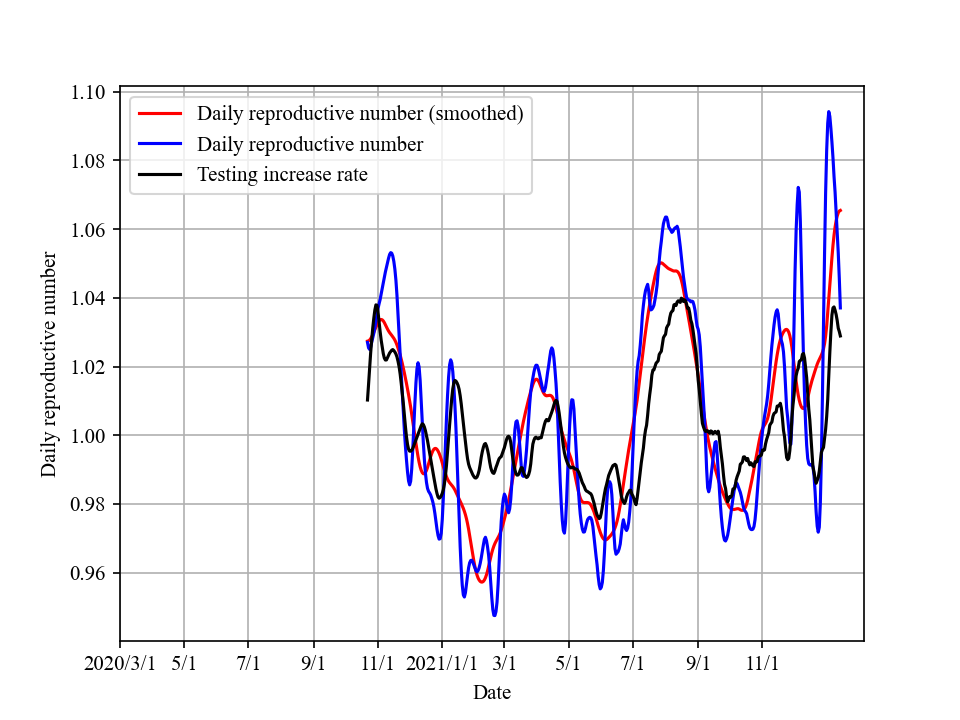 Daily reproductive number (smoothed)
Daily reproductive number
Testing increase rate
Daily reproductive number
1.10
1.08
1.06
1.04
1.02
1.00
0.98
0.96
2020/3/1 5/1 7/1 9/1 11/1 2021/1/1 3/1 5/1 7/1 9/1 11/1
Date